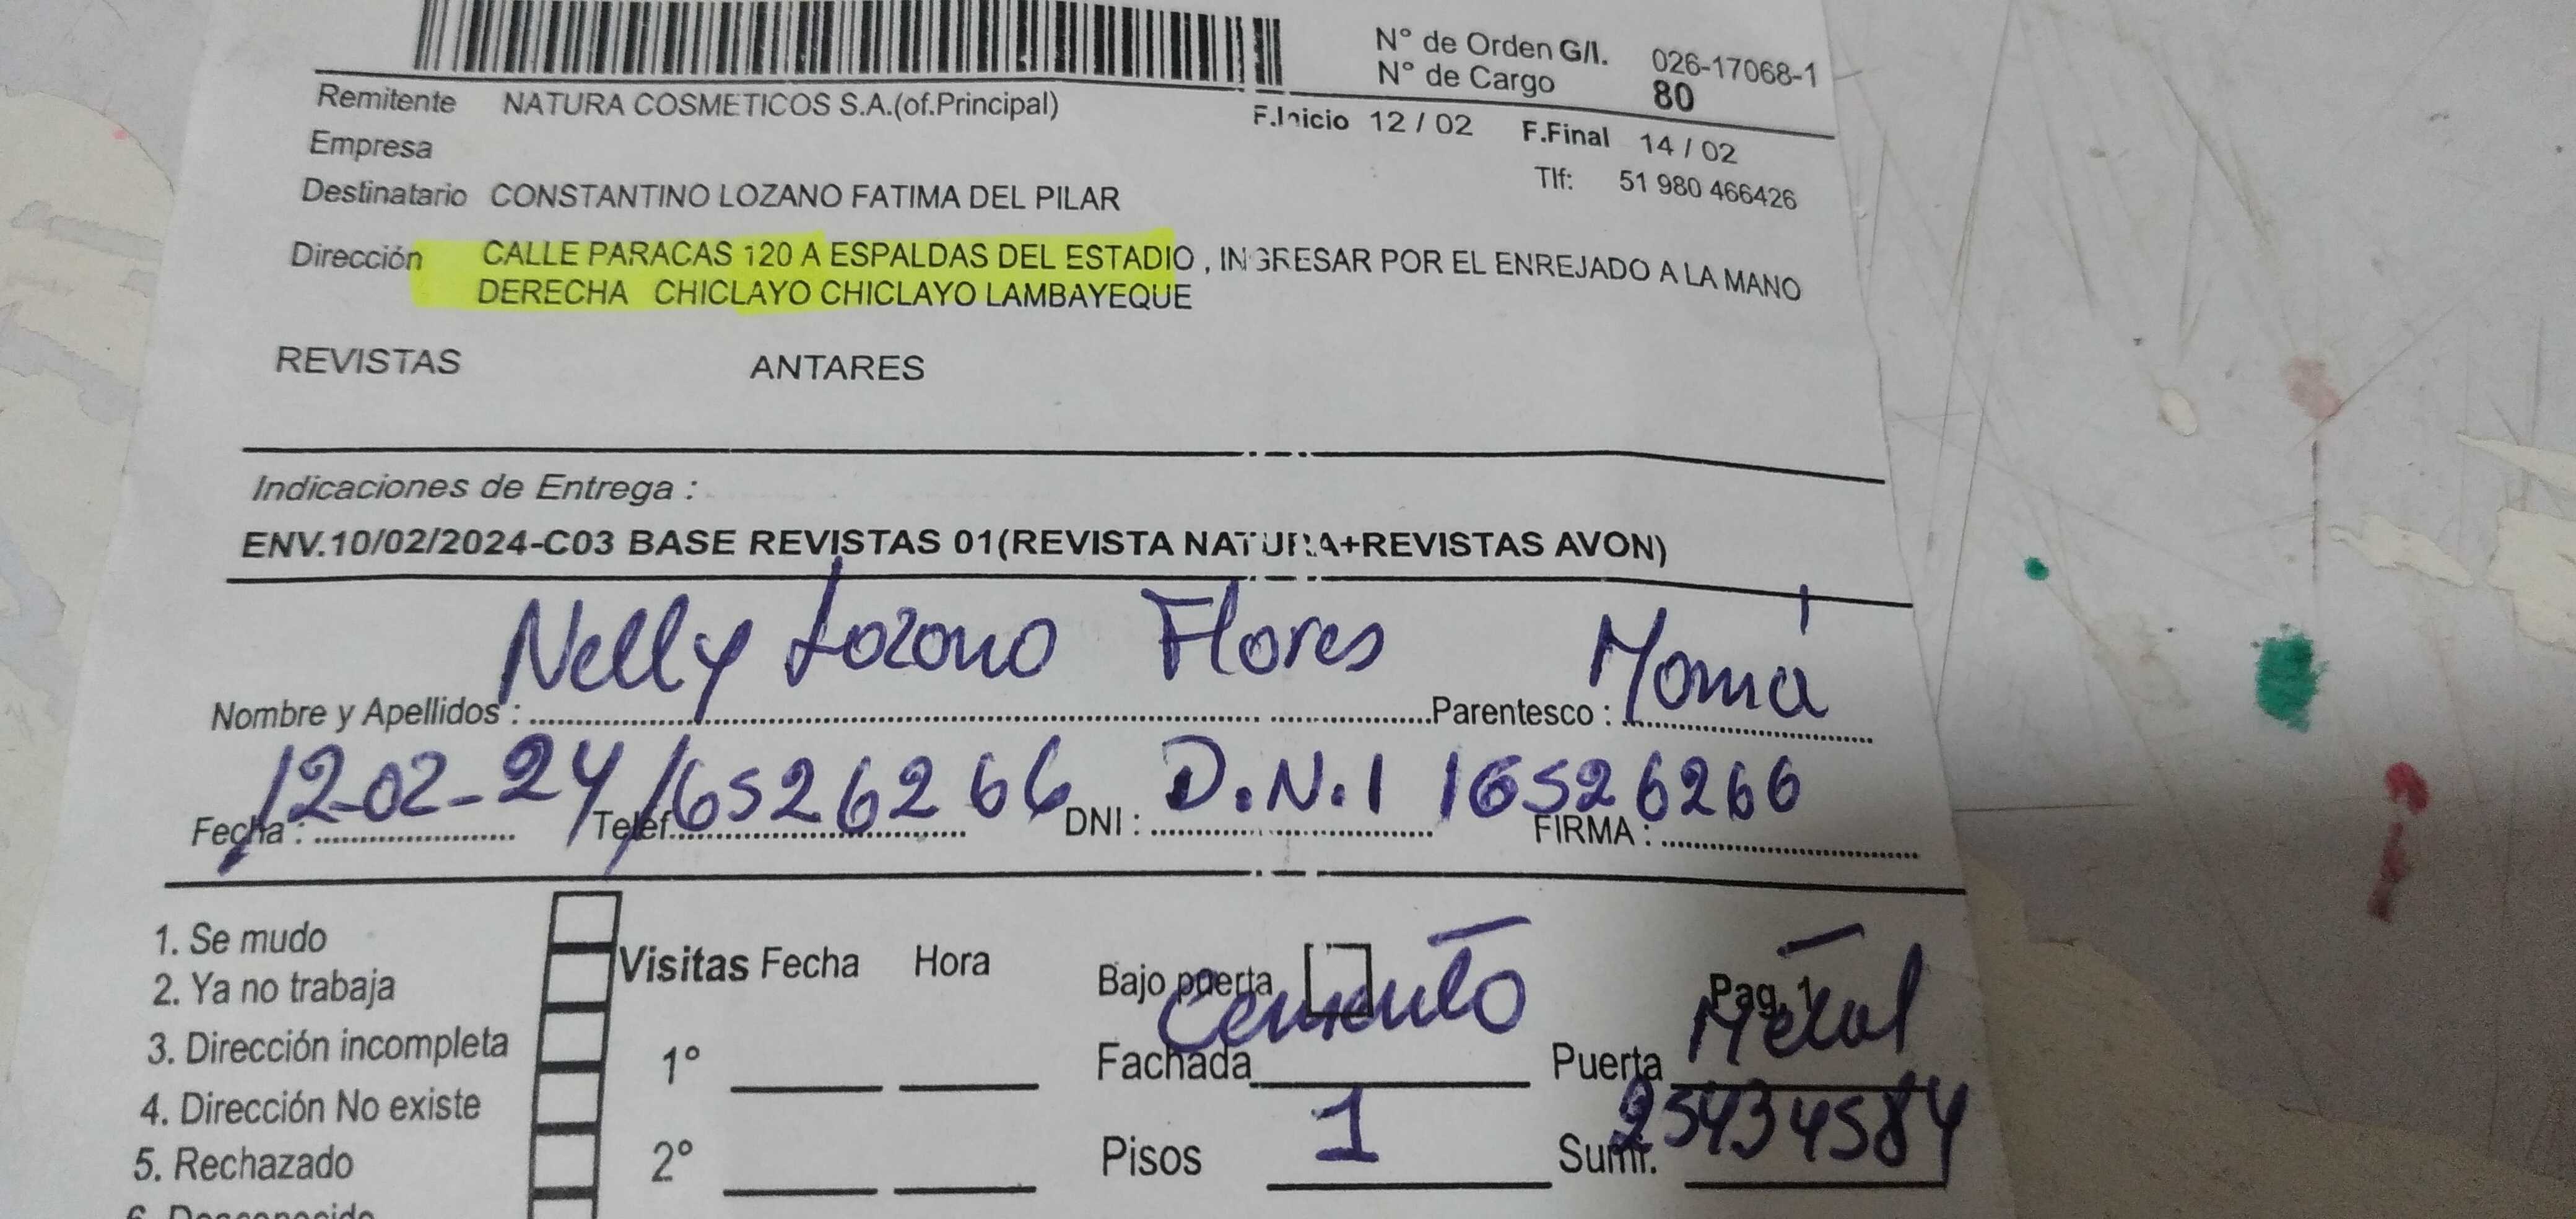 N° de Orden G/I. 026-17068-1
N° de Cargo 80
Remitente NATURA COSMETICOS S.A.(of.Principal)
F.Inicio 12 / 02 F.Final 14 / 02
Empresa
Tlf: 51 980 466426
Destinatario CONSTANTINO LOZANO FATIMA DEL PILAR
Dirección CALLE PARACAS 120 A ESPALDAS DEL ESTADIO , INGRESAR POR EL ENREJADO A LA MANO
DERECHA CHICLAYO CHICLAYO LAMBAYEQUE
REVISTAS ANTARES
Indicaciones de Entrega :
ENV.10/02/2024-C03 BASE REVISTAS 01(REVISTA NATURA+REVISTAS AVON)
Nombre y Apellidos : Nelly Lozano Flores Parentesco : Mamá
Fecha : 12-02-24 Telef. 16526266 DNI : D.N.I 16526266 FIRMA :
1. Se mudo
2. Ya no trabaja
3. Dirección incompleta
4. Dirección No existe
5. Rechazado
6. Desconocido
Visitas Fecha Hora
1°
2°
Bajo puerta Pag. 1
Fachada Cemento Puerta Metal
Pisos 1 Sumi. 25434584